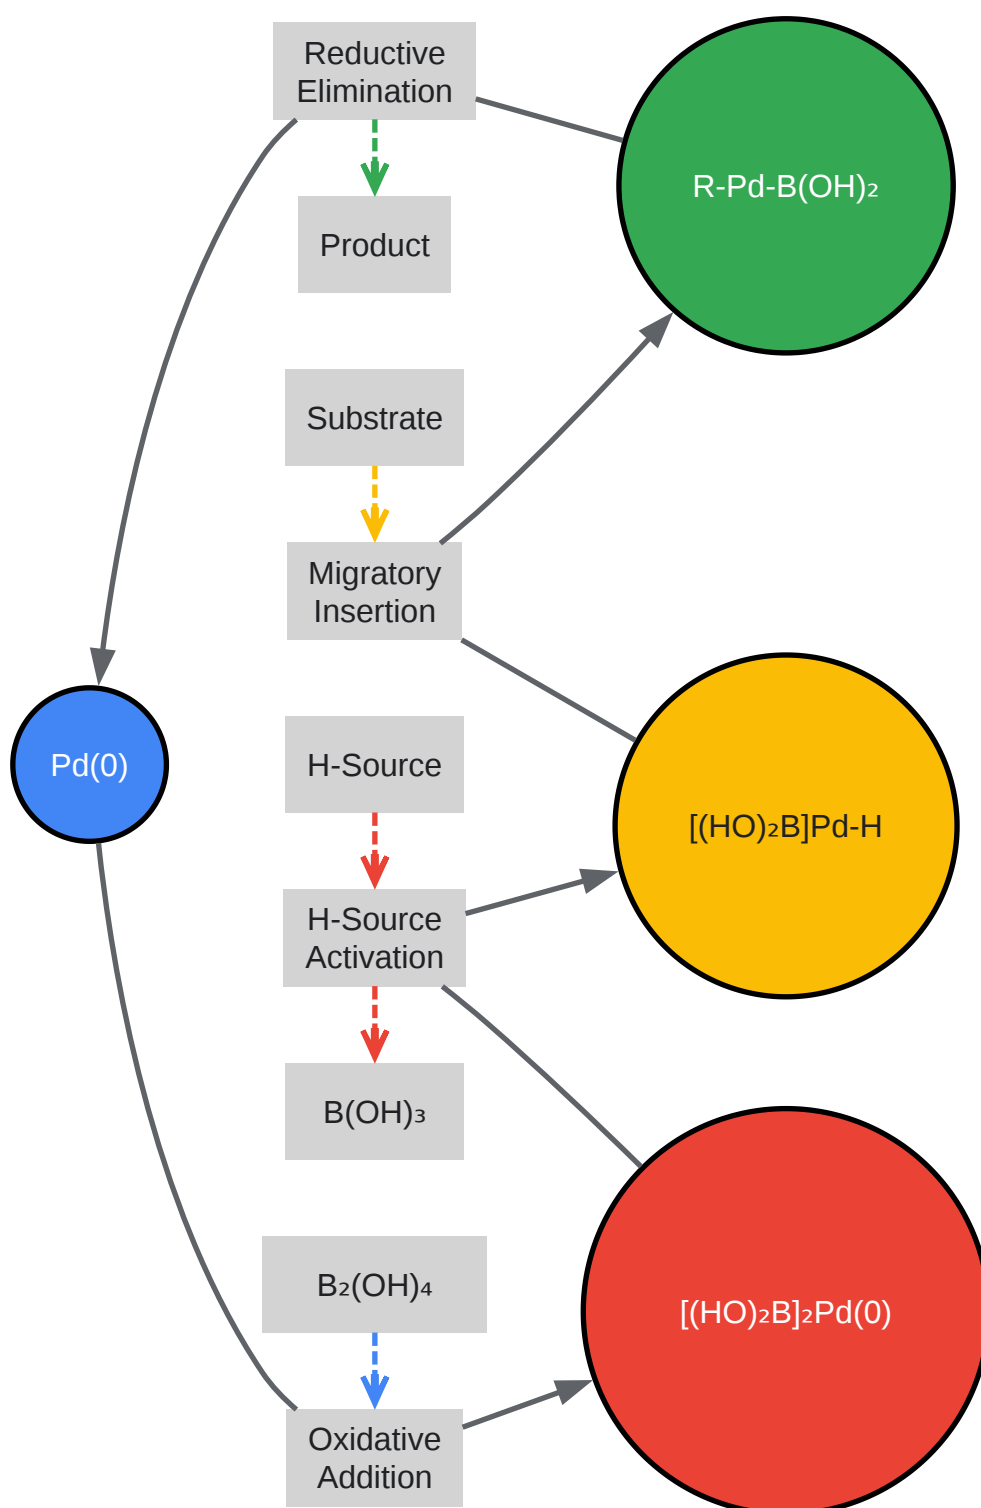 Reductive
Elimination
R-Pd-B(OH)₂
Product
Substrate
Migratory
Insertion
Pd(0)
H-Source
[(HO)₂B]Pd-H
H-Source
Activation
B(OH)₃
B₂(OH)₄
[(HO)₂B]₂Pd(0)
Oxidative
Addition